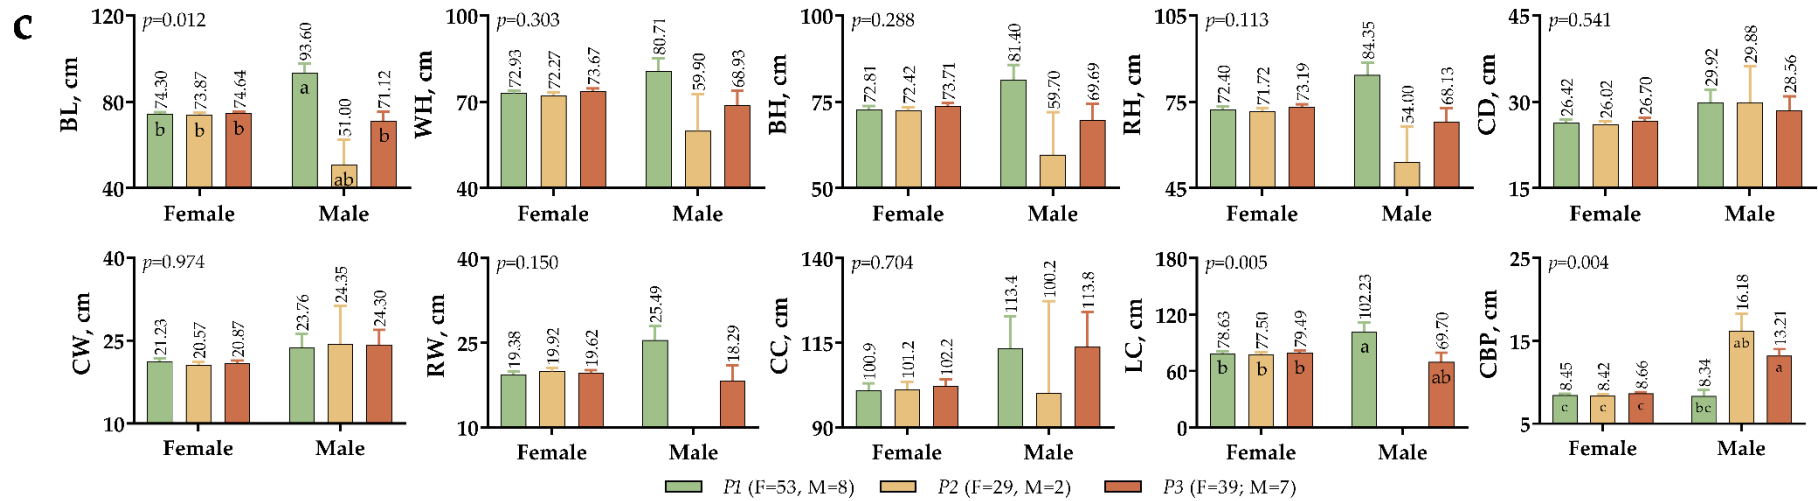 c
BL, cm
p=0.012
120
80
40
74.30
73.87
74.64
93.60
51.00
71.12
b
b
b
a
ab
b
Female
Male
WH, cm
p=0.303
100
70
40
72.93
72.27
73.67
80.71
59.90
68.93
Female
Male
BH, cm
p=0.288
100
75
50
72.81
72.42
73.71
81.40
59.70
69.69
Female
Male
RH, cm
p=0.113
105
75
45
72.40
71.72
73.19
84.35
54.00
68.13
Female
Male
CD, cm
p=0.541
45
30
15
26.42
26.02
26.70
29.92
29.88
28.56
Female
Male
CW, cm
p=0.974
40
25
10
21.23
20.57
20.87
23.76
24.35
24.30
Female
Male
RW, cm
p=0.150
40
25
10
19.38
19.92
19.62
25.49
18.29
Female
Male
CC, cm
p=0.704
140
115
90
100.9
101.2
102.2
113.4
100.2
113.8
Female
Male
LC, cm
p=0.005
180
120
60
0
78.63
77.50
79.49
102.23
69.70
b
b
b
a
ab
Female
Male
CBP, cm
p=0.004
25
15
5
8.45
8.42
8.66
8.34
16.18
13.21
c
c
c
bc
ab
a
Female
Male
P1 (F=53, M=8)
P2 (F=29, M=2)
P3 (F=39; M=7)